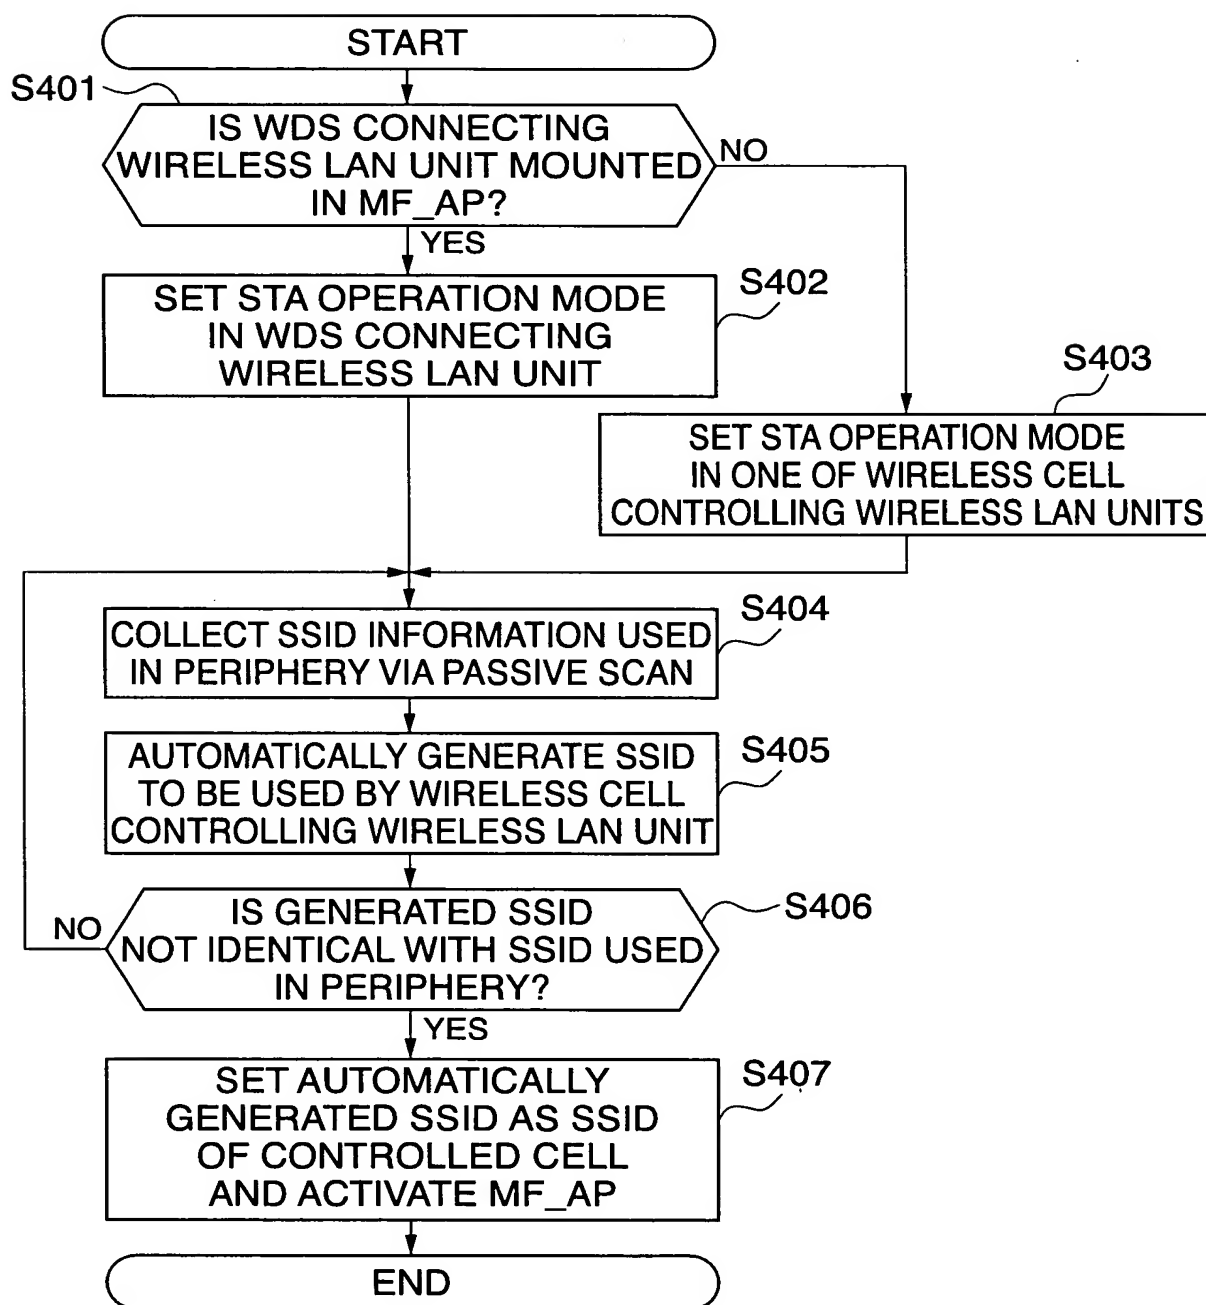 START
S401
IS WDS CONNECTING
WIRELESS LAN UNIT MOUNTED
IN MF_AP?
NO
YES
SET STA OPERATION MODE
IN WDS CONNECTING
WIRELESS LAN UNIT
S402
S403
SET STA OPERATION MODE
IN ONE OF WIRELESS CELL
CONTROLLING WIRELESS LAN UNITS
S404
COLLECT SSID INFORMATION USED
IN PERIPHERY VIA PASSIVE SCAN
S405
AUTOMATICALLY GENERATE SSID
TO BE USED BY WIRELESS CELL
CONTROLLING WIRELESS LAN UNIT
S406
IS GENERATED SSID
NOT IDENTICAL WITH SSID USED
IN PERIPHERY?
NO
YES
S407
SET AUTOMATICALLY
GENERATED SSID AS SSID
OF CONTROLLED CELL
AND ACTIVATE MF_AP
END